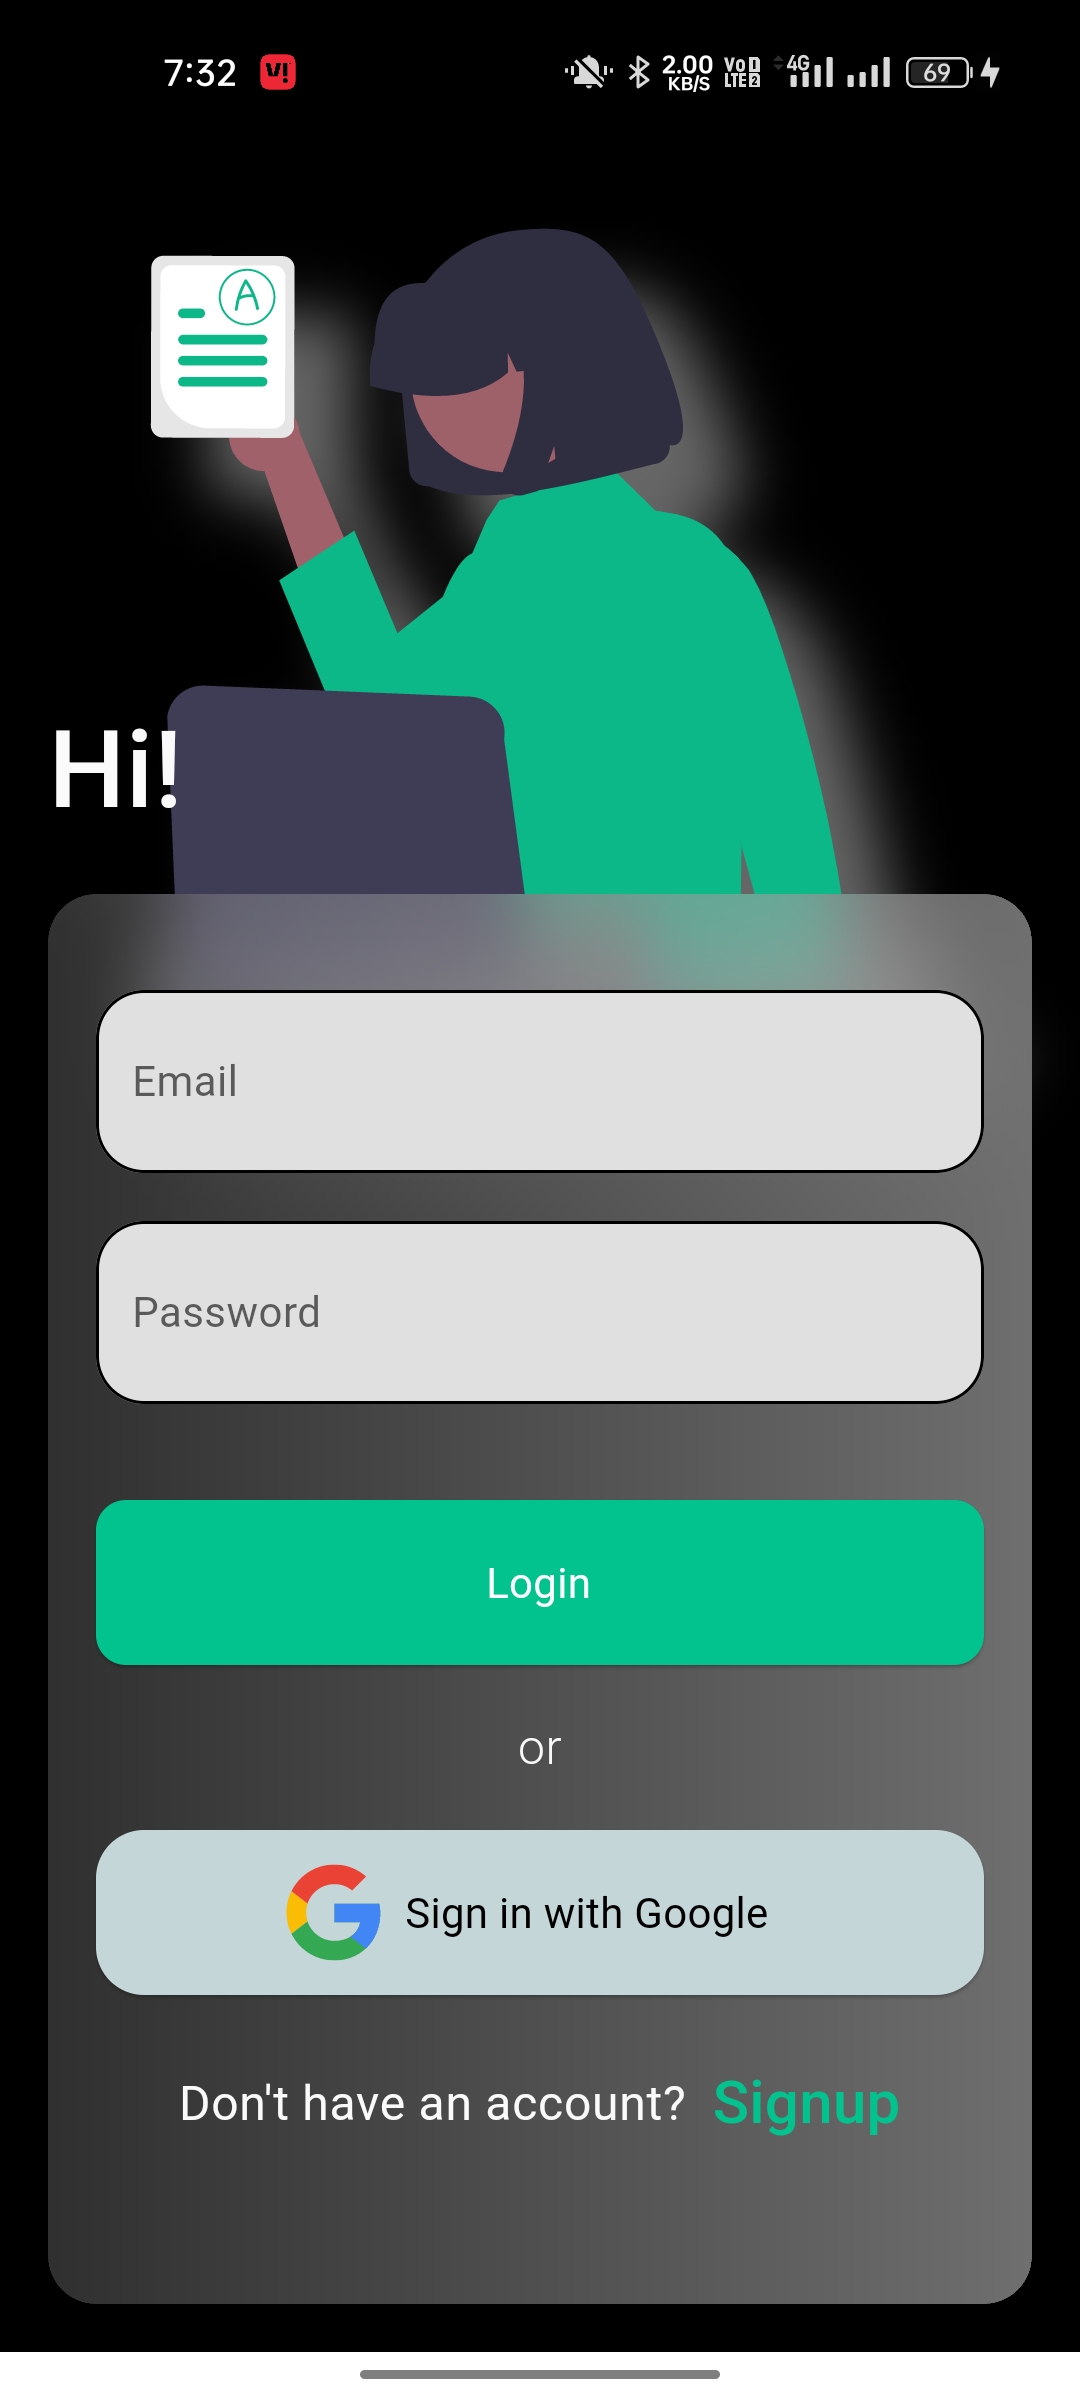 7:32 V! 2.00 KB/S VoD LTE 2 4G 69
A
Hi!
Email
Password
Login
or
Sign in with Google
Don't have an account? Signup